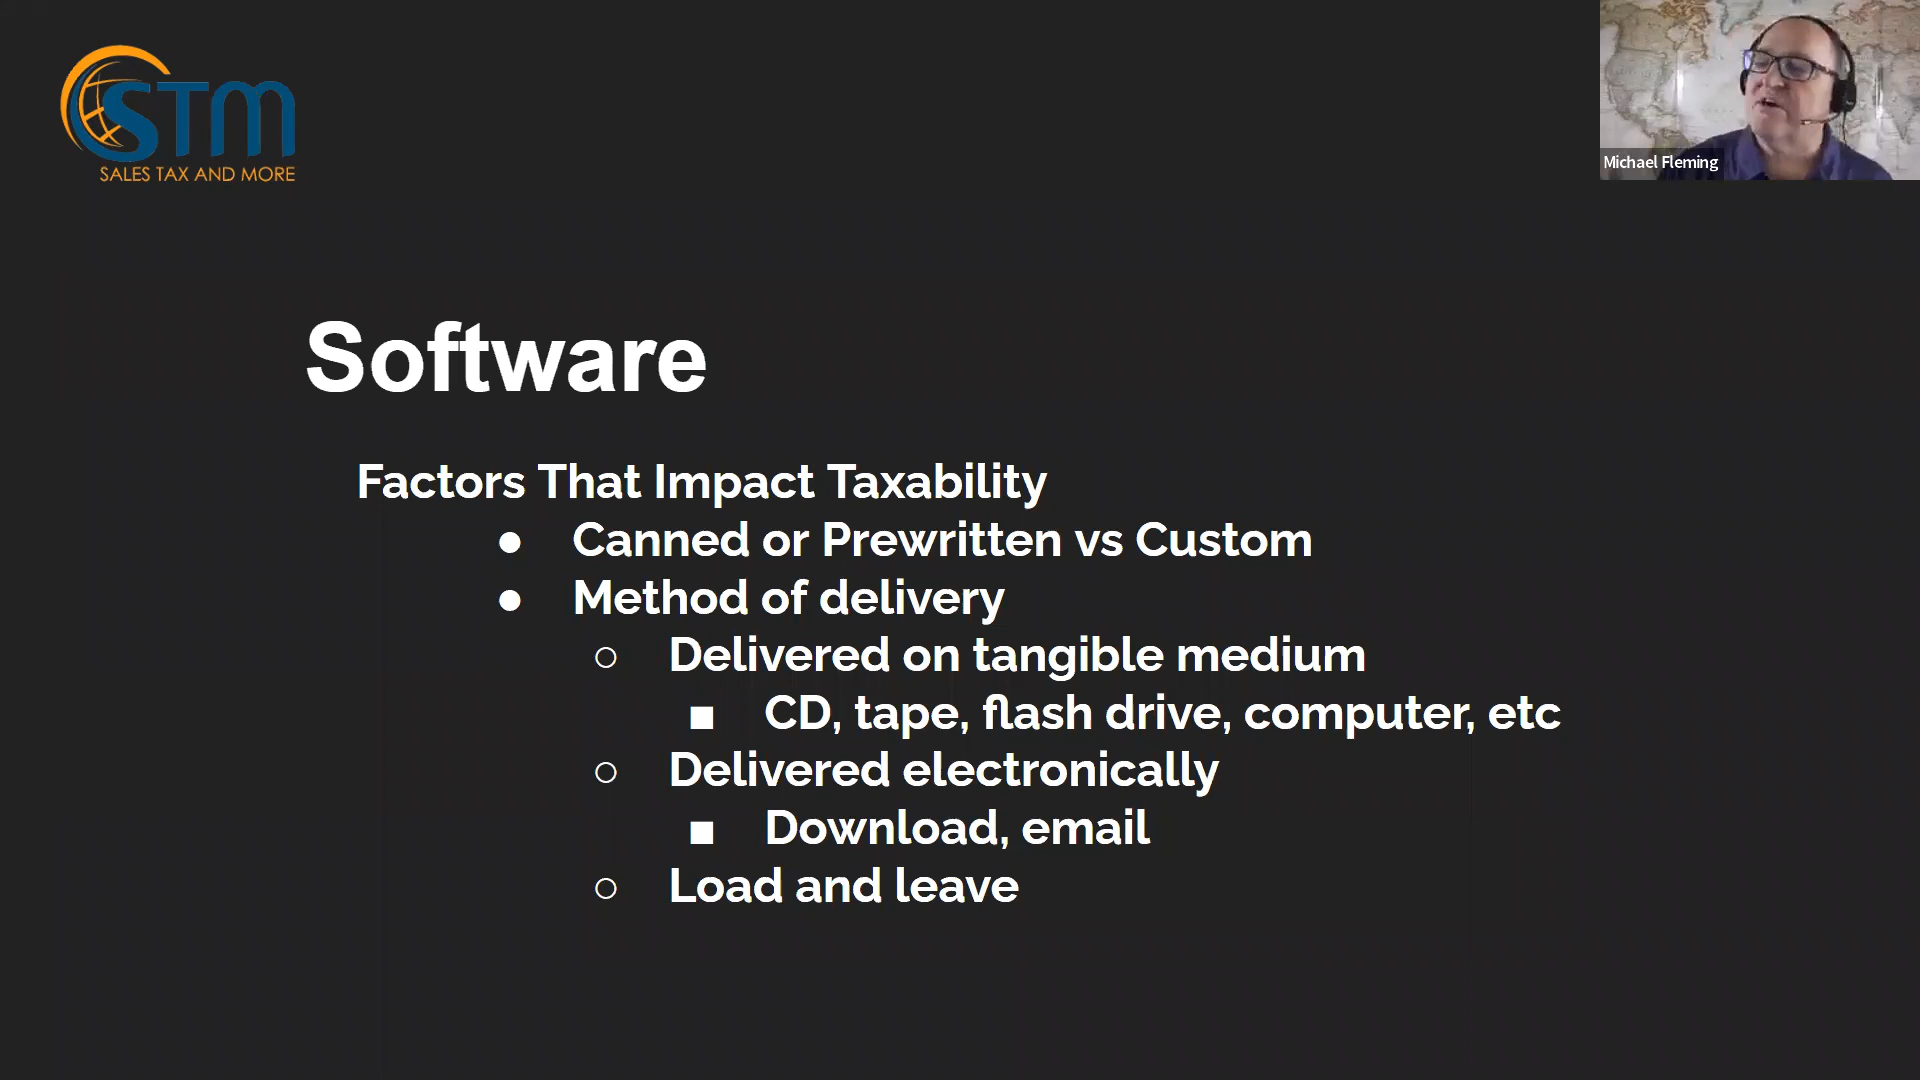 STM
SALES TAX AND MORE
Michael Fleming
Software
Factors That Impact Taxability
● Canned or Prewritten vs Custom
● Method of delivery
○ Delivered on tangible medium
■ CD, tape, flash drive, computer, etc
○ Delivered electronically
■ Download, email
○ Load and leave